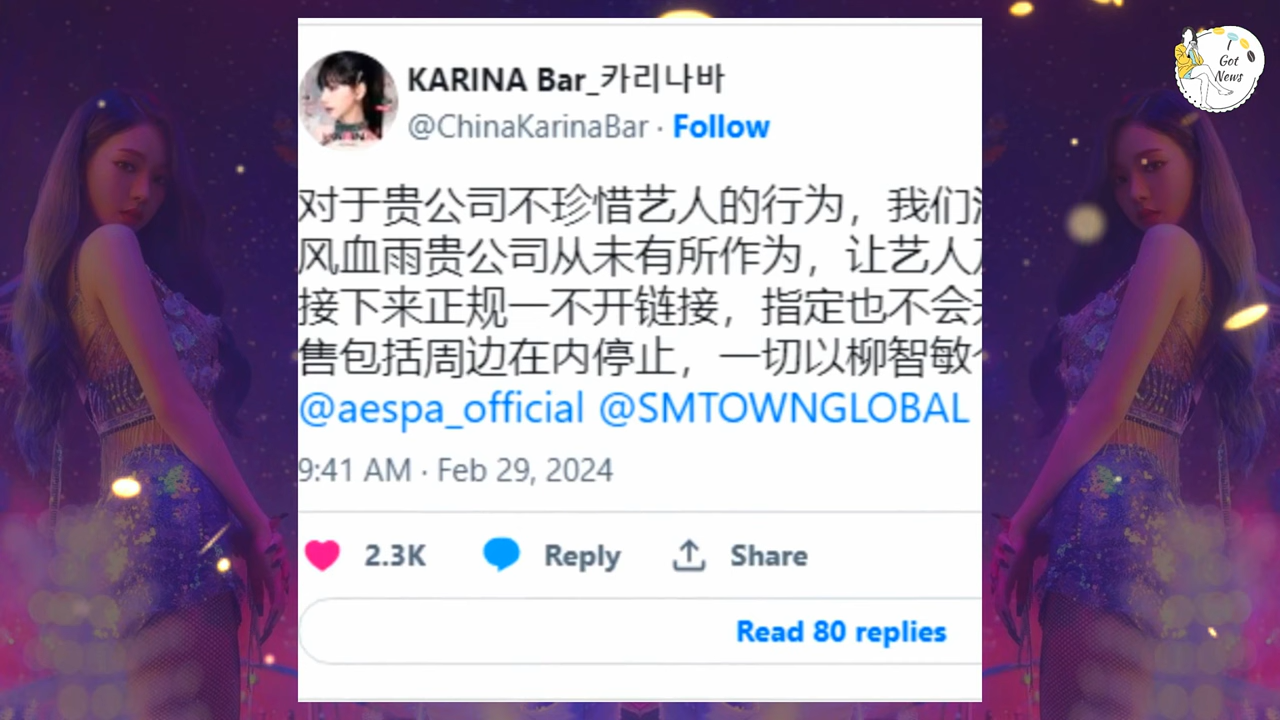 KARINA Bar_카리나바
@ChinaKarinaBar · Follow
对于贵公司不珍惜艺人的行为，我们
风血雨贵公司从未有所作为，让艺人
接下来正规一不开链接，指定也不会
售包括周边在内停止，一切以柳智敏
@aespa_official @SMTOWNGLOBAL
9:41 AM · Feb 29, 2024
2.3K Reply Share
Read 80 replies
I
Got
News